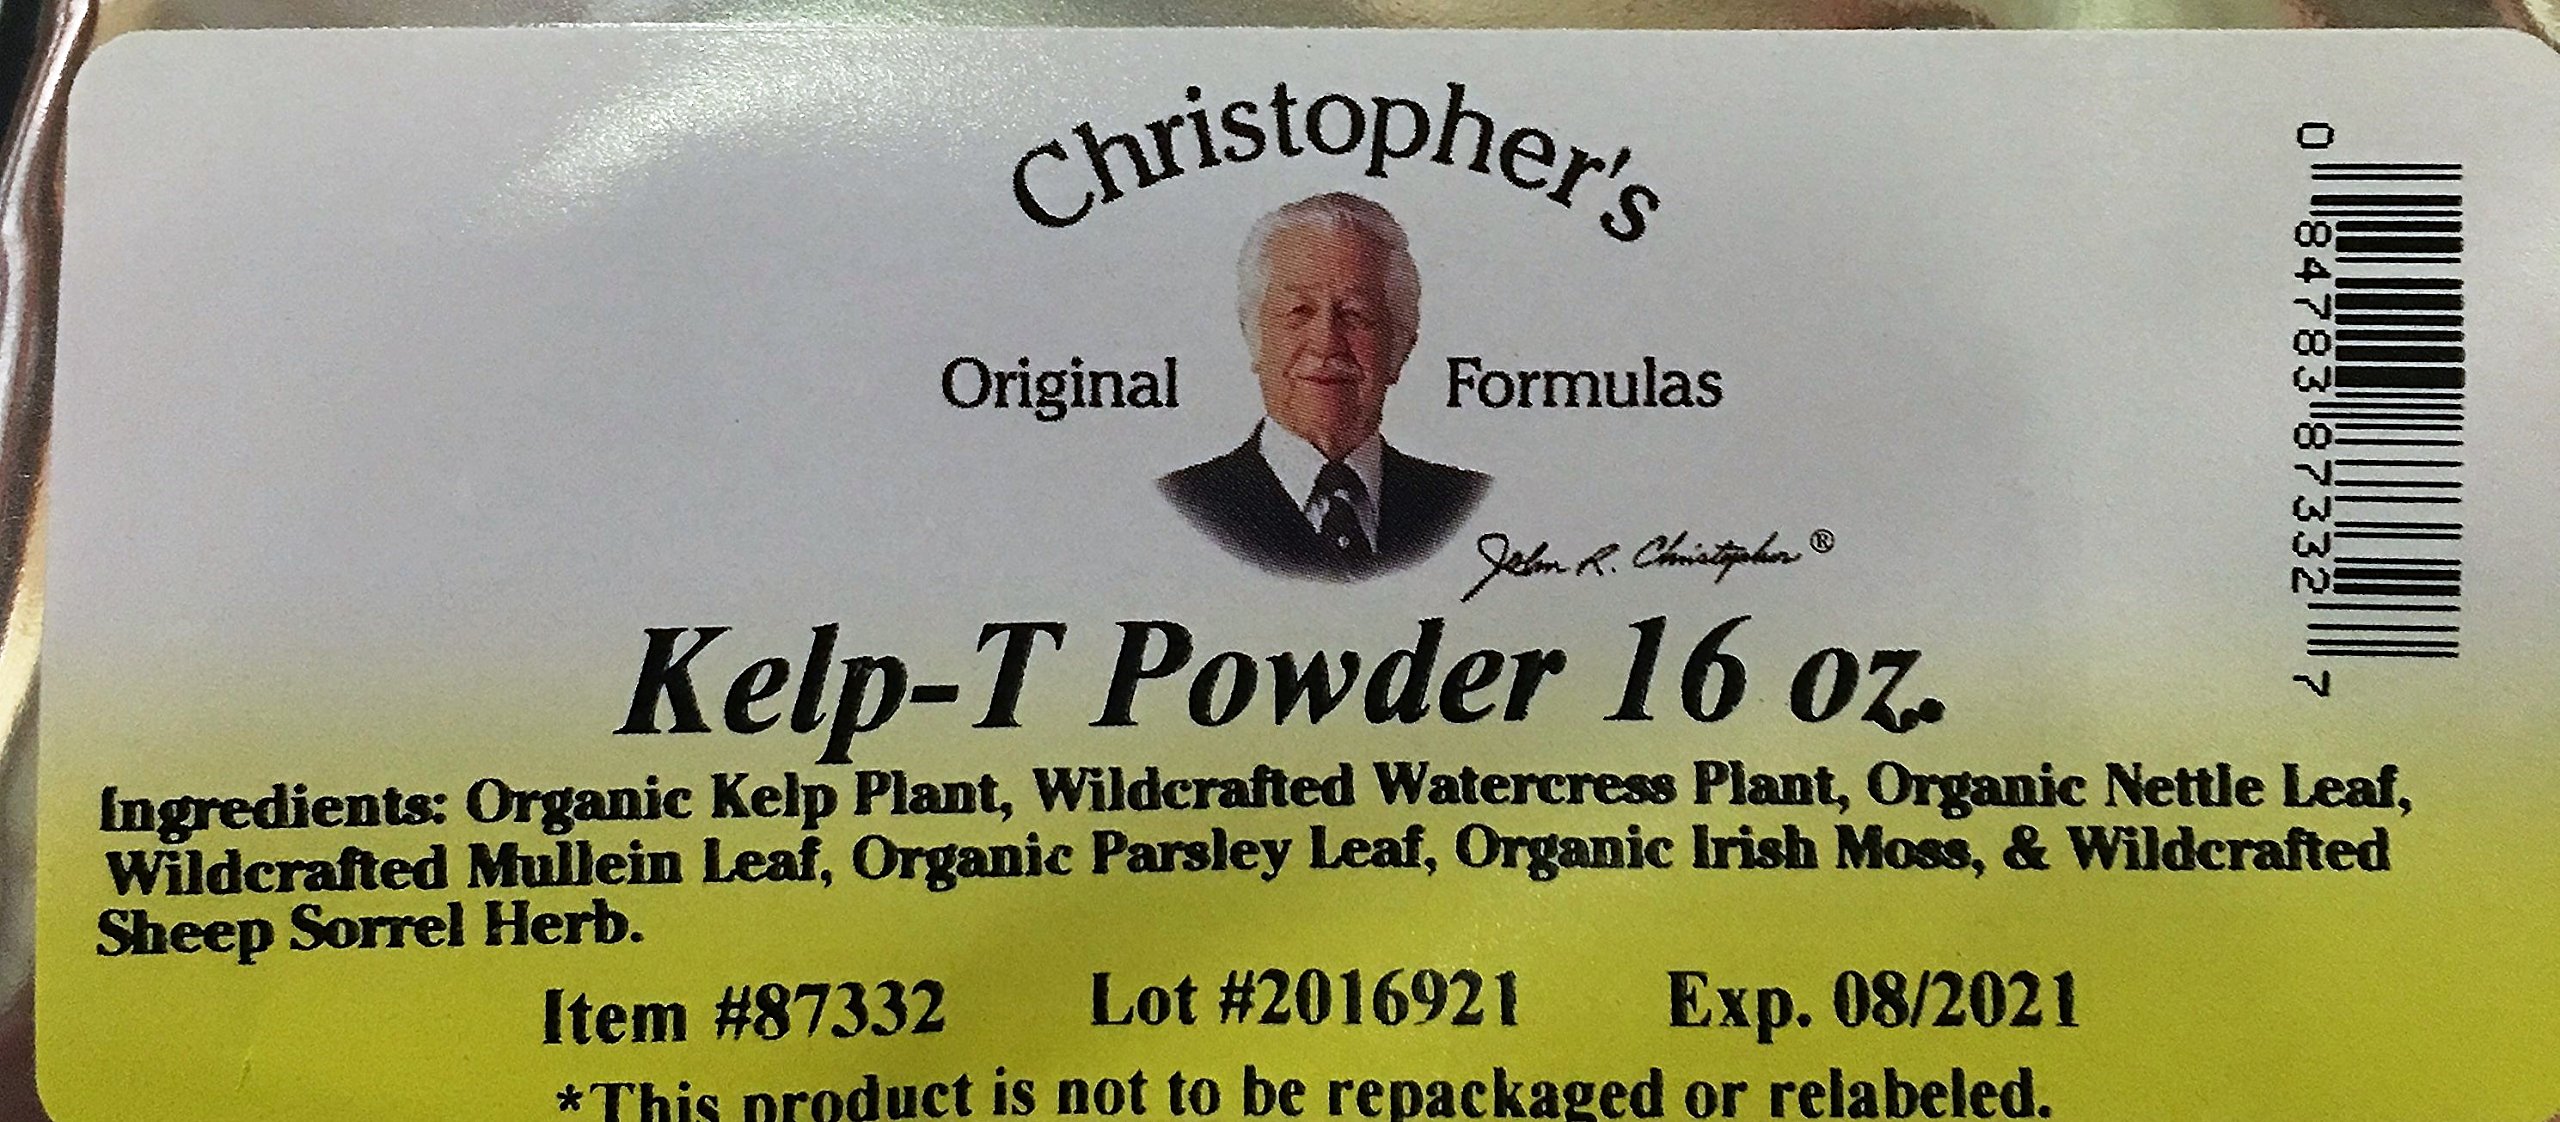 Christopher's
Original Formulas
John R. Christopher ®
Kelp-T Powder 16 oz.
Ingredients: Organic Kelp Plant, Wildcrafted Watercress Plant, Organic Nettle Leaf,
Wildcrafted Mullein Leaf, Organic Parsley Leaf, Organic Irish Moss, & Wildcrafted
Sheep Sorrel Herb.
Item #87332 Lot #2016921 Exp. 08/2021
*This product is not to be repackaged or relabeled.
0 84783 87332 7